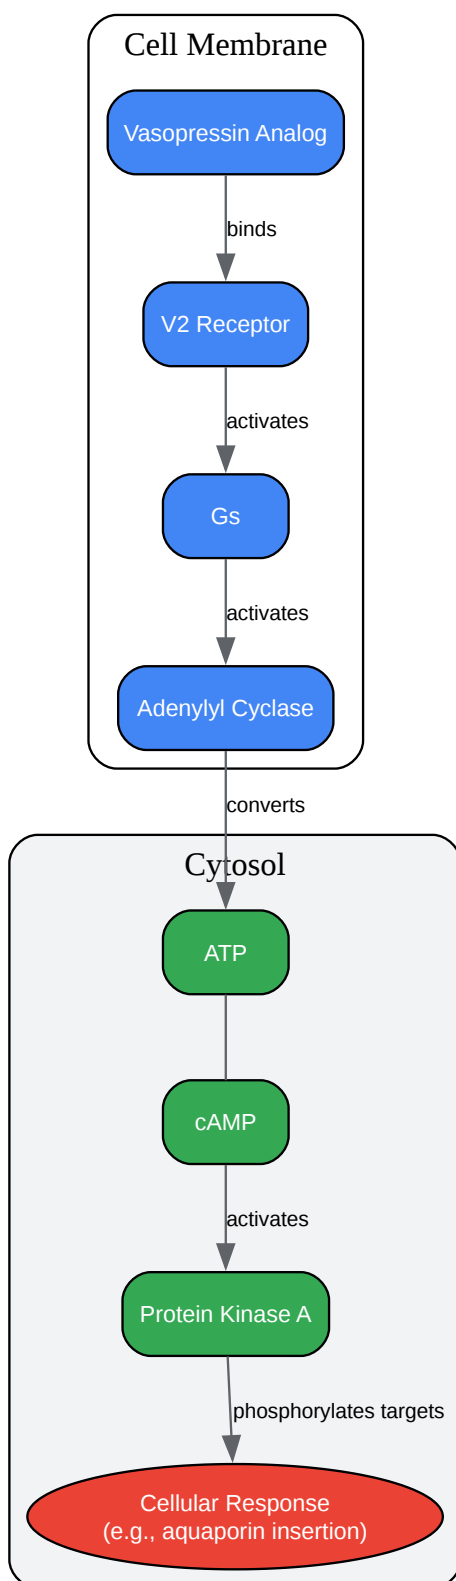 Cell Membrane
Vasopressin Analog
binds
V2 Receptor
activates
Gs
activates
Adenylyl Cyclase
converts
Cytosol
ATP
cAMP
activates
Protein Kinase A
phosphorylates targets
Cellular Response
(e.g., aquaporin insertion)